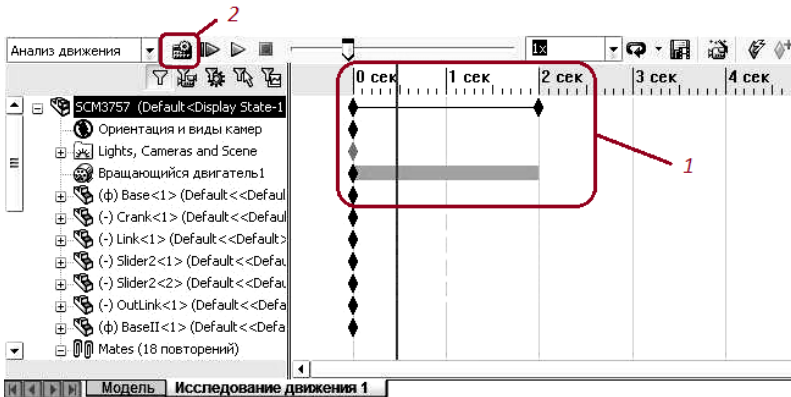 2
Анализ движения
1x
0 сек 1 сек 2 сек 3 сек 4 сек
SCM3757 (Default<Display State-1
Ориентация и виды камер
Lights, Cameras and Scene
Вращающийся двигатель1
1
(ф) Base<1> (Default<<Defaul
(-) Crank<1> (Default<<Defaul
(-) Link<1> (Default<<Default>
(-) Slider2<1> (Default<<Defau
(-) Slider2<2> (Default<<Defau
(-) OutLink<1> (Default<<Defa
(ф) BaseII<1> (Default<<Defa
Mates (18 повторений)
Модель Исследование движения 1